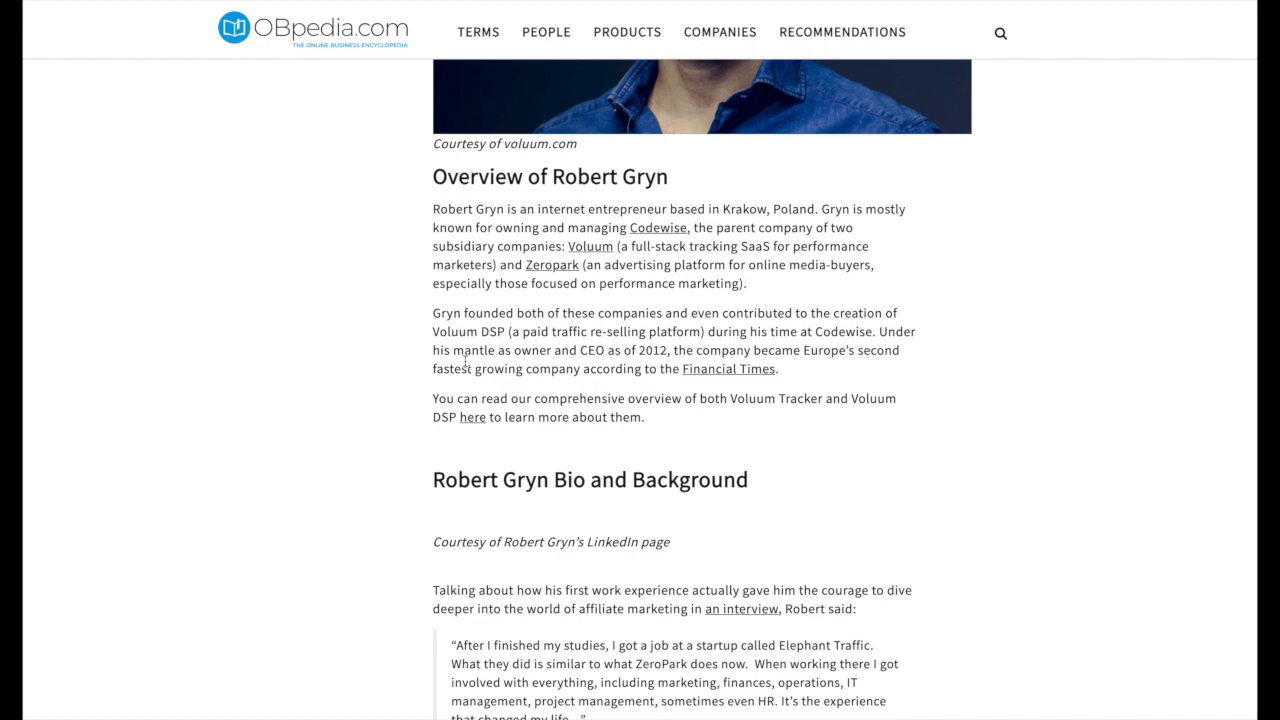 OBpedia.com
THE ONLINE BUSINESS ENCYCLOPEDIA
TERMS PEOPLE PRODUCTS COMPANIES RECOMMENDATIONS
Courtesy of voluum.com
Overview of Robert Gryn
Robert Gryn is an internet entrepreneur based in Krakow, Poland. Gryn is mostly
known for owning and managing Codewise, the parent company of two
subsidiary companies: Voluum (a full-stack tracking SaaS for performance
marketers) and Zeropark (an advertising platform for online media-buyers,
especially those focused on performance marketing).
Gryn founded both of these companies and even contributed to the creation of
Voluum DSP (a paid traffic re-selling platform) during his time at Codewise. Under
his mantle as owner and CEO as of 2012, the company became Europe’s second
fastest growing company according to the Financial Times.
You can read our comprehensive overview of both Voluum Tracker and Voluum
DSP here to learn more about them.
Robert Gryn Bio and Background
Courtesy of Robert Gryn’s LinkedIn page
Talking about how his first work experience actually gave him the courage to dive
deeper into the world of affiliate marketing in an interview, Robert said:
“After I finished my studies, I got a job at a startup called Elephant Traffic.
What they did is similar to what ZeroPark does now.  When working there I got
involved with everything, including marketing, finances, operations, IT
management, project management, sometimes even HR. It’s the experience
that changed my life…”